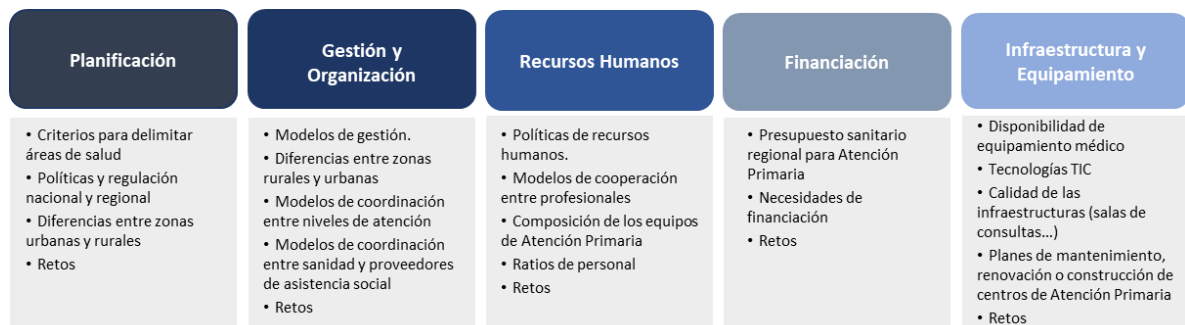 Planificación
• Criterios para delimitar
áreas de salud
• Políticas y regulación
nacional y regional
• Diferencias entre zonas
urbanas y rurales
• Retos
Gestión y
Organización
• Modelos de gestión.
• Diferencias entre zonas
rurales y urbanas
• Modelos de coordinación
entre niveles de atención
• Modelos de coordinación
entre sanidad y proveedores
de asistencia social
• Retos
Recursos Humanos
• Políticas de recursos
humanos.
• Modelos de cooperación
entre profesionales
• Composición de los equipos
de Atención Primaria
• Ratios de personal
• Retos
Financiación
• Presupuesto sanitario
regional para Atención
Primaria
• Necesidades de
financiación
• Retos
Infraestructura y
Equipamiento
• Disponibilidad de
equipamiento médico
• Tecnologías TIC
• Calidad de las
infraestructuras (salas de
consultas...)
• Planes de mantenimiento,
renovación o construcción de
centros de Atención Primaria
• Retos